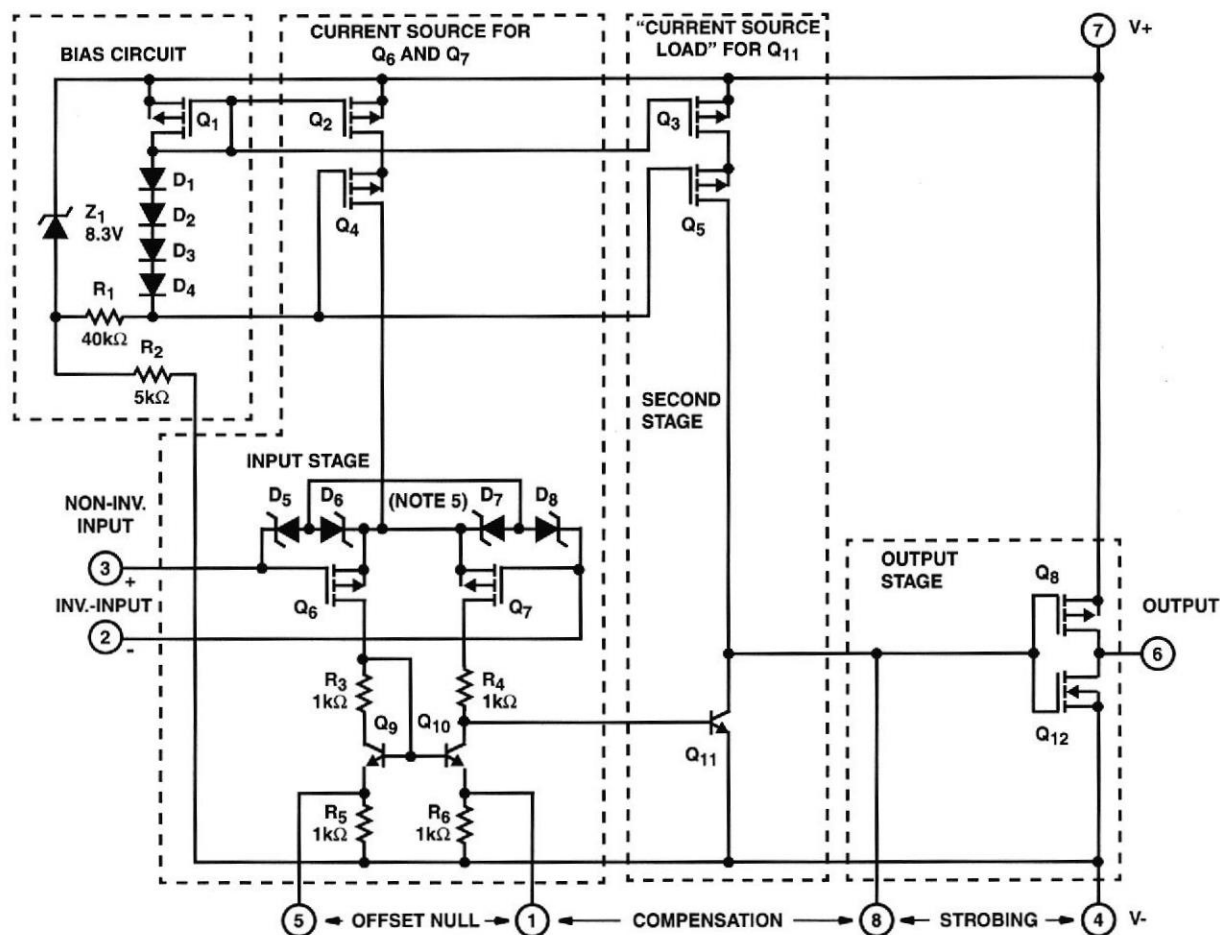 BIAS CIRCUIT
CURRENT SOURCE FOR
Q6 AND Q7
“CURRENT SOURCE
LOAD” FOR Q11
7
V+
Q1
Q2
Q3
D1
Z1
8.3V
D2
Q4
Q5
D3
D4
R1
40kΩ
R2
5kΩ
SECOND
STAGE
INPUT STAGE
NON-INV.
INPUT
D5
D6
(NOTE 5)
D7
D8
3
+
Q6
Q7
INV.-INPUT
2
-
OUTPUT
STAGE
Q8
OUTPUT
6
R3
1kΩ
R4
1kΩ
Q9
Q10
Q11
Q12
R5
1kΩ
R6
1kΩ
5
OFFSET NULL
1
COMPENSATION
8
STROBING
4
V-